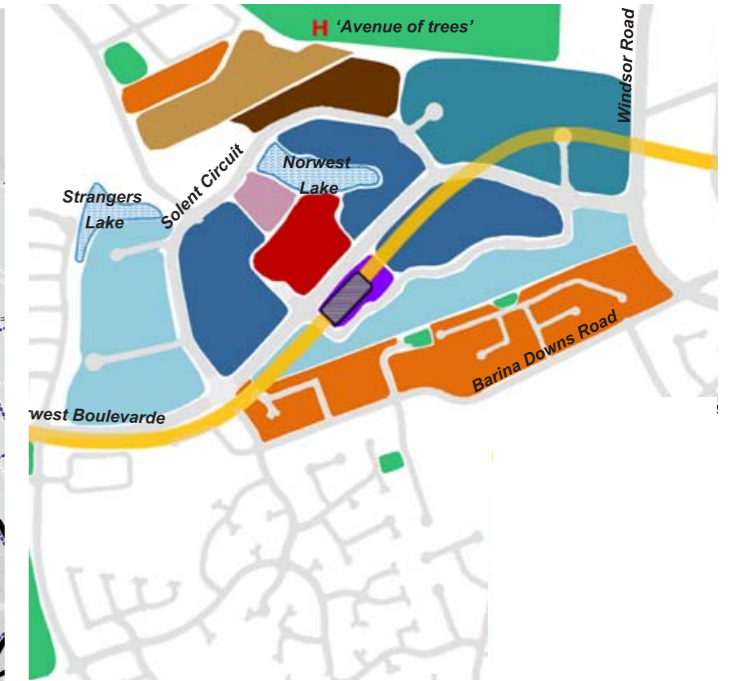 H 'Avenue of trees'
Windsor Road
Solent Circuit
Norwest
Lake
Strangers
Lake
Barina Downs Road
west Boulevarde